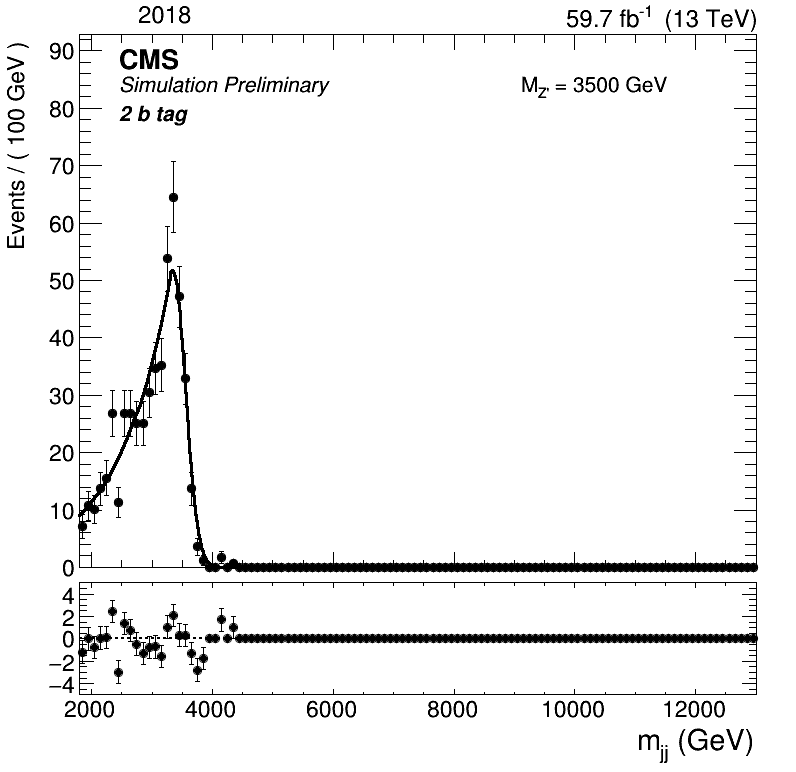 2018
59.7 fb⁻¹ (13 TeV)
CMS
Simulation Preliminary
2 b tag
M_Z' = 3500 GeV
Events / ( 100 GeV )
90
80
70
60
50
40
30
20
10
0
4
2
0
−2
−4
2000 4000 6000 8000 10000 12000
m_jj (GeV)